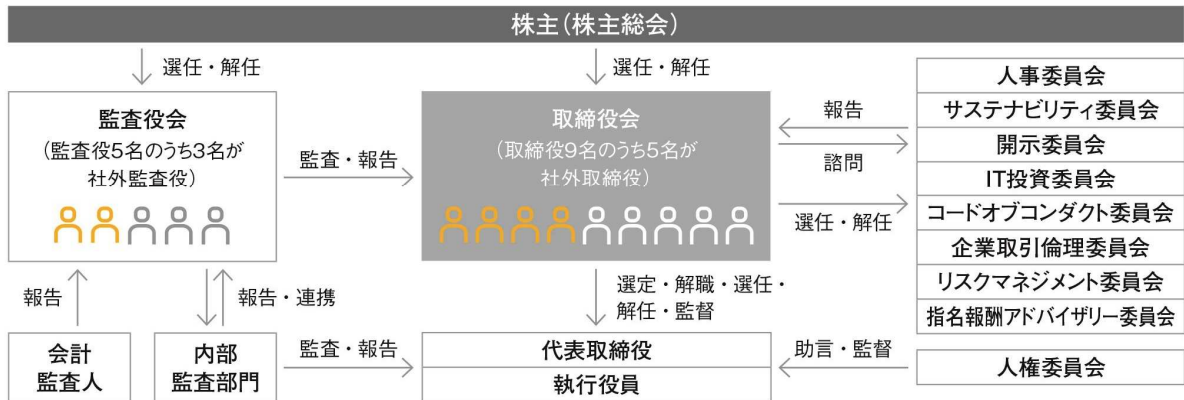 株主(株主総会)
選任・解任
選任・解任
監査役会
(監査役5名のうち3名が
社外監査役)
監査・報告
取締役会
(取締役9名のうち5名が
社外取締役)
報告
諮問
選任・解任
人事委員会
サステナビリティ委員会
開示委員会
IT投資委員会
コードオブコンダクト委員会
企業取引倫理委員会
リスクマネジメント委員会
指名報酬アドバイザリー委員会
報告
報告・連携
選定・解職・選任・
解任・監督
会計
監査人
内部
監査部門
監査・報告
代表取締役
執行役員
助言・監督
人権委員会